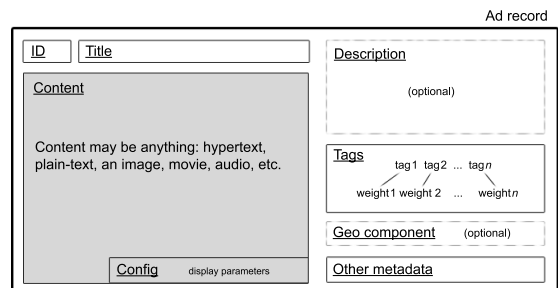 Ad record
ID
Title
Content
Content may be anything: hypertext,
plain-text, an image, movie, audio, etc.
Config display parameters
Description
(optional)
Tags
tag1 tag2 ... tagn
weight1 weight 2 ... weightn
Geo component (optional)
Other metadata